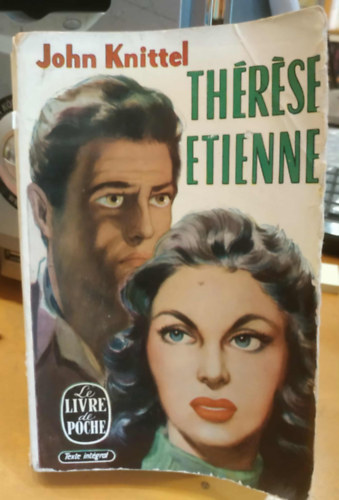 John Knittel
THÉRÈSE
ETIENNE
Le
LIVRE
de
POCHE
Texte intégral